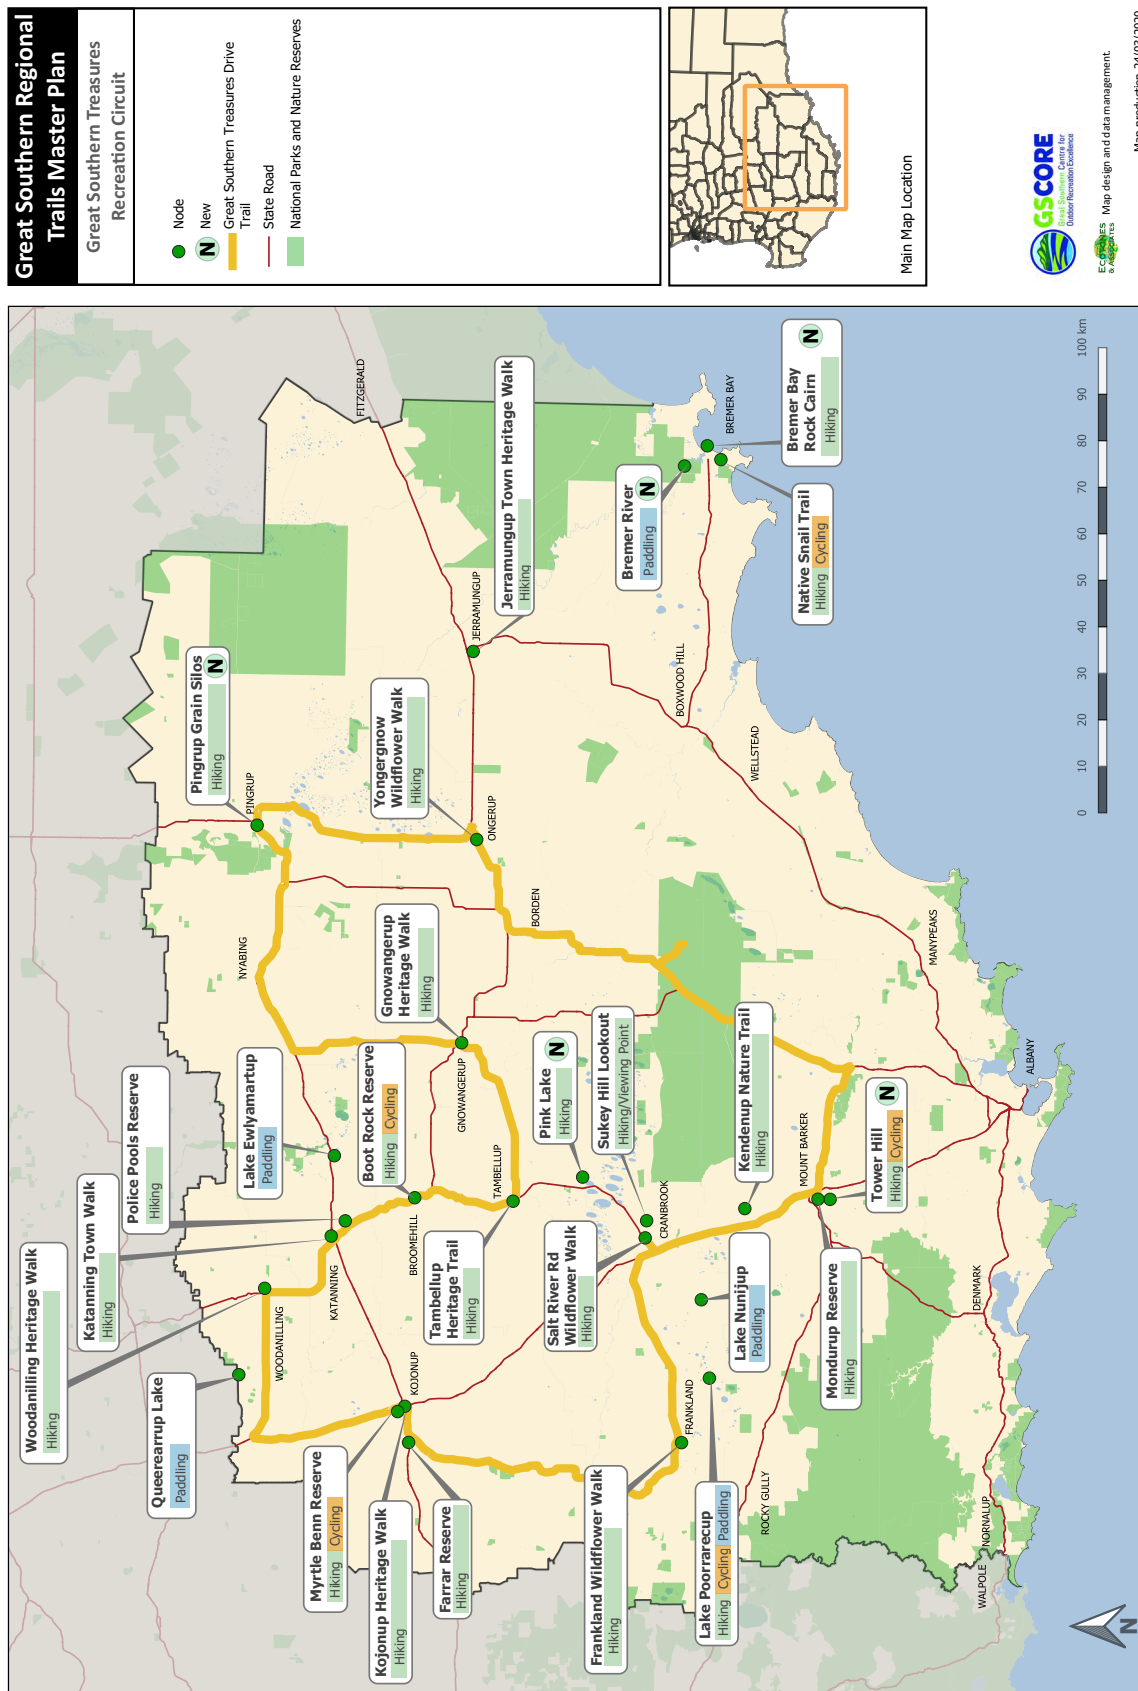 Great Southern Regional
Trails Master Plan
Great Southern Treasures
Recreation Circuit
Node
N
New
Great Southern Treasures Drive
Trail
State Road
National Parks and Nature Reserves
Main Map Location
GSCORE
Great Southern Centre for
Outdoor Recreation Excellence
ECOTONES
& ASSOCIATES
Map design and data management.
Woodanilling Heritage Walk
Hiking
Katanning Town Walk
Hiking
Police Pools Reserve
Hiking
Queerearrup Lake
Paddling
Lake Ewlyamartup
Paddling
Pingrup Grain Silos
Hiking
N
Myrtle Benn Reserve
Hiking Cycling
Kojonup Heritage Walk
Hiking
Farrar Reserve
Hiking
Boot Rock Reserve
Hiking Cycling
Gnowangerup
Heritage Walk
Hiking
Yongergnow
Wildflower Walk
Hiking
Jerramungup Town Heritage Walk
Hiking
Tambellup
Heritage Trail
Hiking
Pink Lake
Hiking
N
Sukey Hill Lookout
Hiking/Viewing Point
Salt River Rd
Wildflower Walk
Hiking
Frankland Wildflower Walk
Hiking
Lake Poorrarecup
Hiking Cycling Paddling
Lake Nunijup
Paddling
Kendenup Nature Trail
Hiking
Mondurup Reserve
Hiking
Tower Hill
Hiking Cycling
N
Bremer River
Paddling
N
Bremer Bay
Rock Cairn
Hiking
N
Native Snail Trail
Hiking Cycling
FITZGERALD
PINGRUP
NYABING
JERRAMUNGUP
ONGERUP
BORDEN
GNOWANGERUP
KATANNING
WOODANILLING
BROOMEHILL
KOJONUP
TAMBELLUP
CRANBROOK
FRANKLAND
MOUNT BARKER
ROCKY GULLY
BOXWOOD HILL
BREMER BAY
WELLSTEAD
MANYPEAKS
ALBANY
DENMARK
NORNALUP
WALPOLE
0 10 20 30 40 50 60 70 80 90 100 km
N